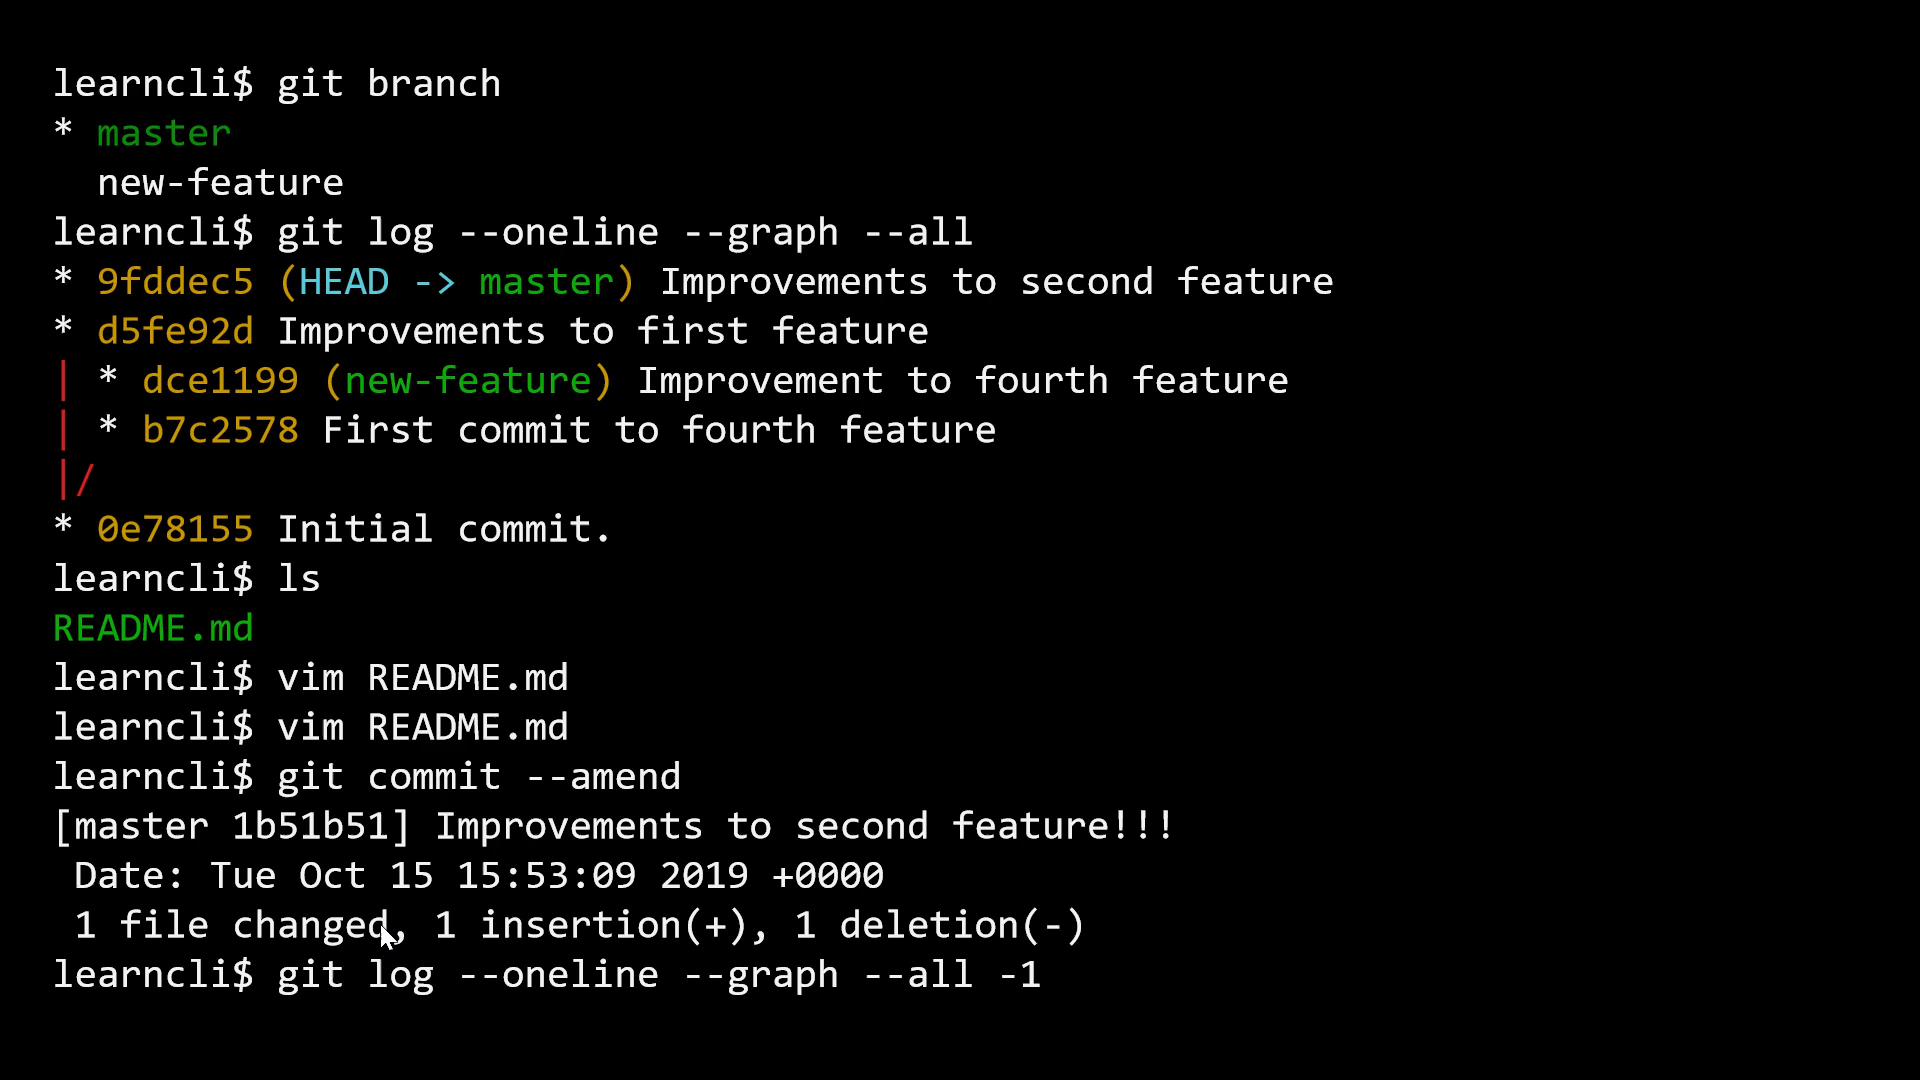 learncli$ git branch
* master
  new-feature
learncli$ git log --oneline --graph --all
* 9fddec5 (HEAD -> master) Improvements to second feature
* d5fe92d Improvements to first feature
| * dce1199 (new-feature) Improvement to fourth feature
| * b7c2578 First commit to fourth feature
|/
* 0e78155 Initial commit.
learncli$ ls
README.md
learncli$ vim README.md
learncli$ vim README.md
learncli$ git commit --amend
[master 1b51b51] Improvements to second feature!!!
 Date: Tue Oct 15 15:53:09 2019 +0000
 1 file changed, 1 insertion(+), 1 deletion(-)
learncli$ git log --oneline --graph --all -1